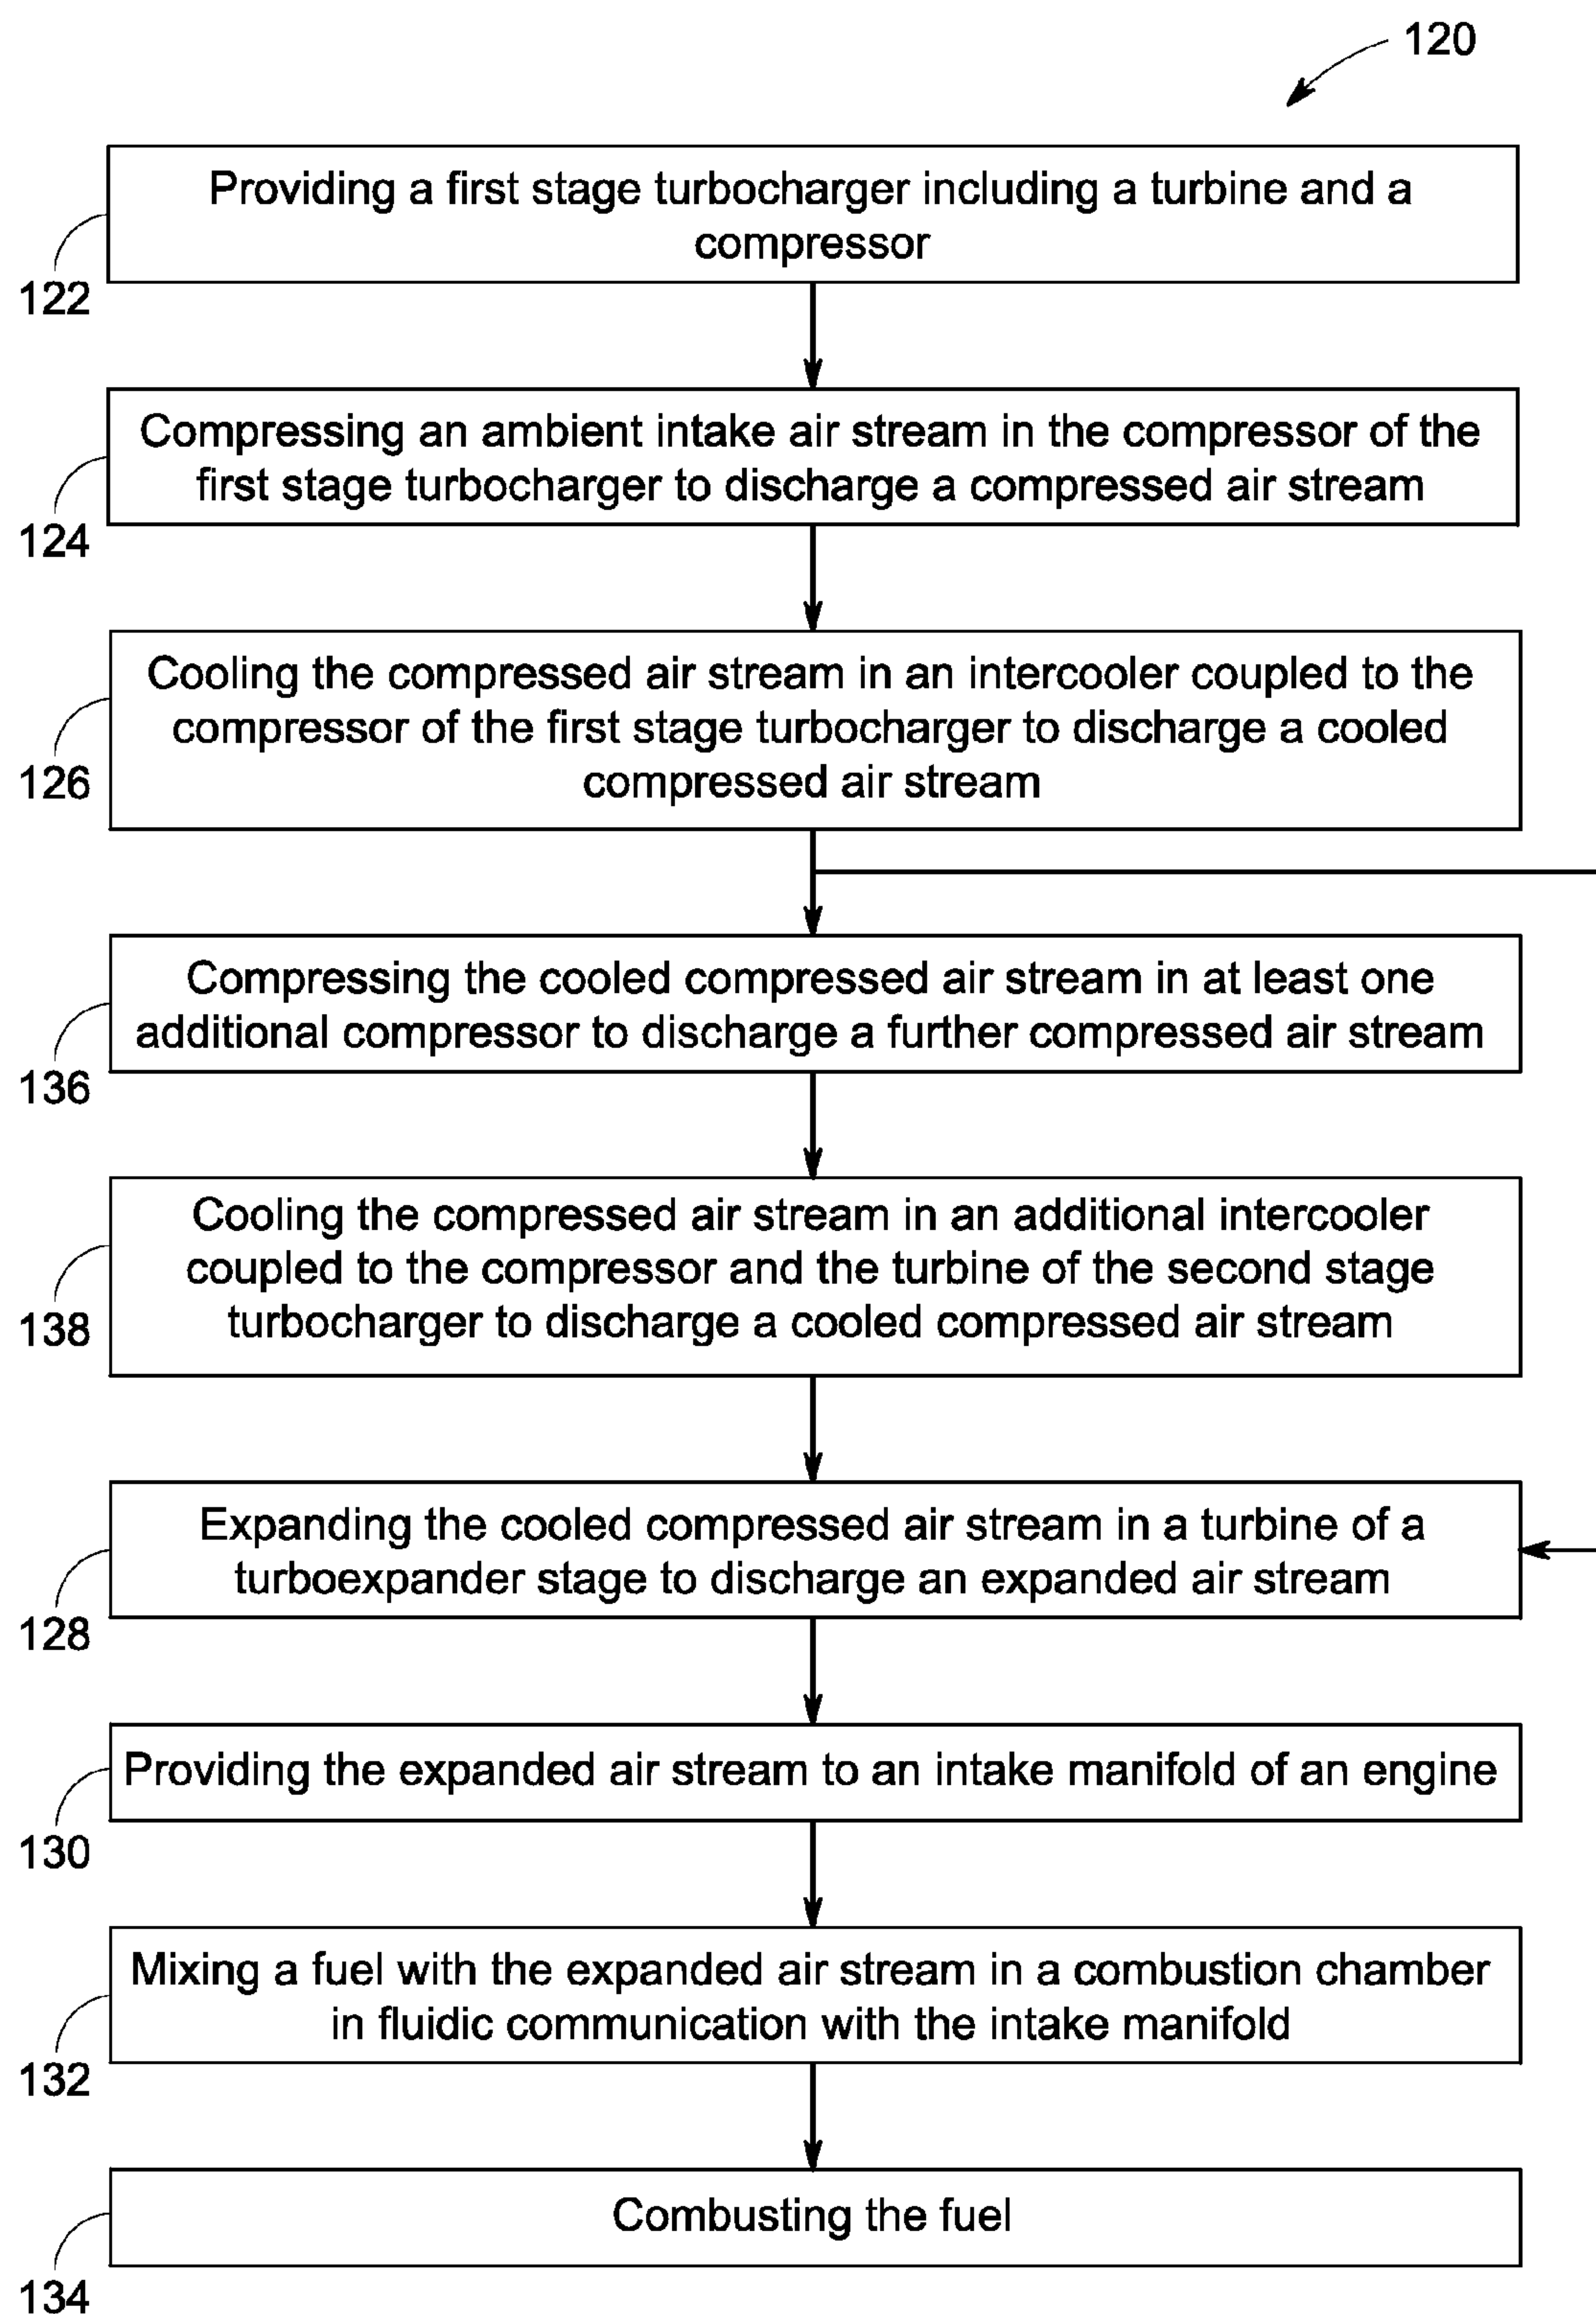 120
Providing a first stage turbocharger including a turbine and a
compressor
122
Compressing an ambient intake air stream in the compressor of the
first stage turbocharger to discharge a compressed air stream
124
Cooling the compressed air stream in an intercooler coupled to the
compressor of the first stage turbocharger to discharge a cooled
compressed air stream
126
Compressing the cooled compressed air stream in at least one
additional compressor to discharge a further compressed air stream
136
Cooling the compressed air stream in an additional intercooler
coupled to the compressor and the turbine of the second stage
turbocharger to discharge a cooled compressed air stream
138
Expanding the cooled compressed air stream in a turbine of a
turboexpander stage to discharge an expanded air stream
128
Providing the expanded air stream to an intake manifold of an engine
130
Mixing a fuel with the expanded air stream in a combustion chamber
in fluidic communication with the intake manifold
132
Combusting the fuel
134